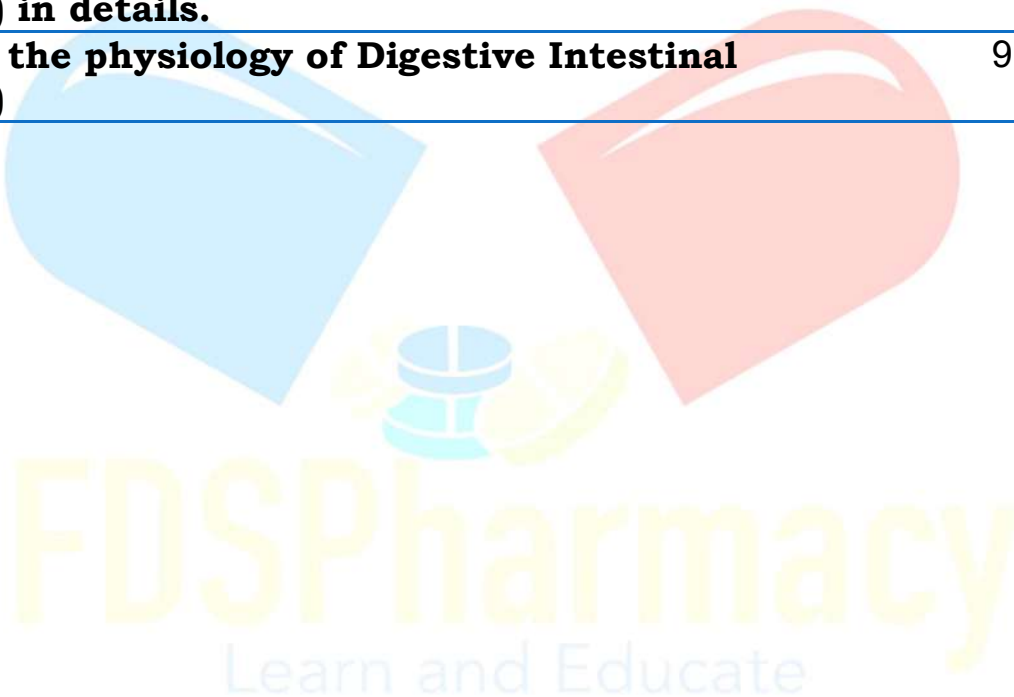 ) in details.
the physiology of Digestive Intestinal 9
)
FDSPharmacy
Learn and Educate